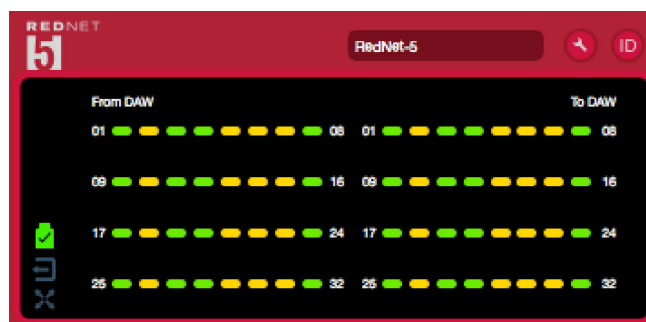 REDNET
5
RedNet-5
ID
From DAW
To DAW
01 08 01 08
09 16 09 16
17 24 17 24
25 32 25 32